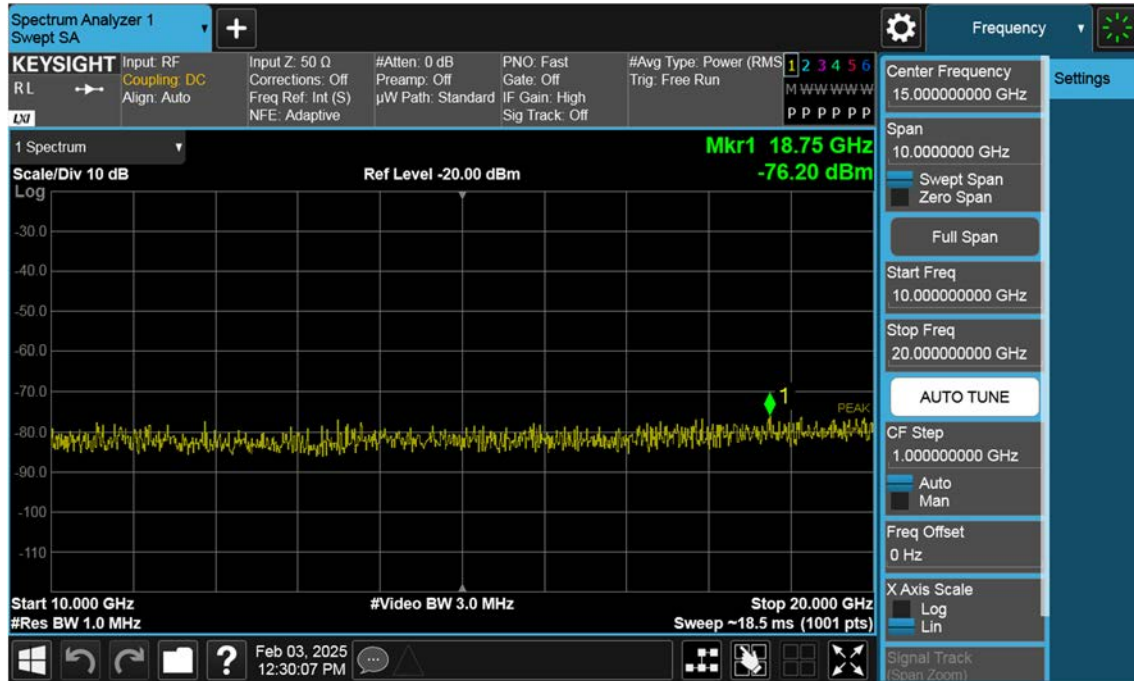 Spectrum Analyzer 1
Swept SA
Frequency
KEYSIGHT
R L
LXI
Input: RF
Coupling: DC
Align: Auto
Input Z: 50 Ω
Corrections: Off
Freq Ref: Int (S)
NFE: Adaptive
#Atten: 0 dB
Preamp: Off
µW Path: Standard
PNO: Fast
Gate: Off
IF Gain: High
Sig Track: Off
#Avg Type: Power (RMS
Trig: Free Run
1 2 3 4 5 6
M W W W W W
P P P P P P
1 Spectrum
Mkr1 18.75 GHz
-76.20 dBm
Scale/Div 10 dB
Ref Level -20.00 dBm
Log
-30.0
-40.0
-50.0
-60.0
-70.0
-80.0
-90.0
-100
-110
1
PEAK
Start 10.000 GHz
#Video BW 3.0 MHz
Stop 20.000 GHz
#Res BW 1.0 MHz
Sweep ~18.5 ms (1001 pts)
Center Frequency
15.000000000 GHz
Settings
Span
10.0000000 GHz
Swept Span
Zero Span
Full Span
Start Freq
10.000000000 GHz
Stop Freq
20.000000000 GHz
AUTO TUNE
CF Step
1.000000000 GHz
Auto
Man
Freq Offset
0 Hz
X Axis Scale
Log
Lin
Signal Track
(Span Zoom)
?
Feb 03, 2025
12:30:07 PM